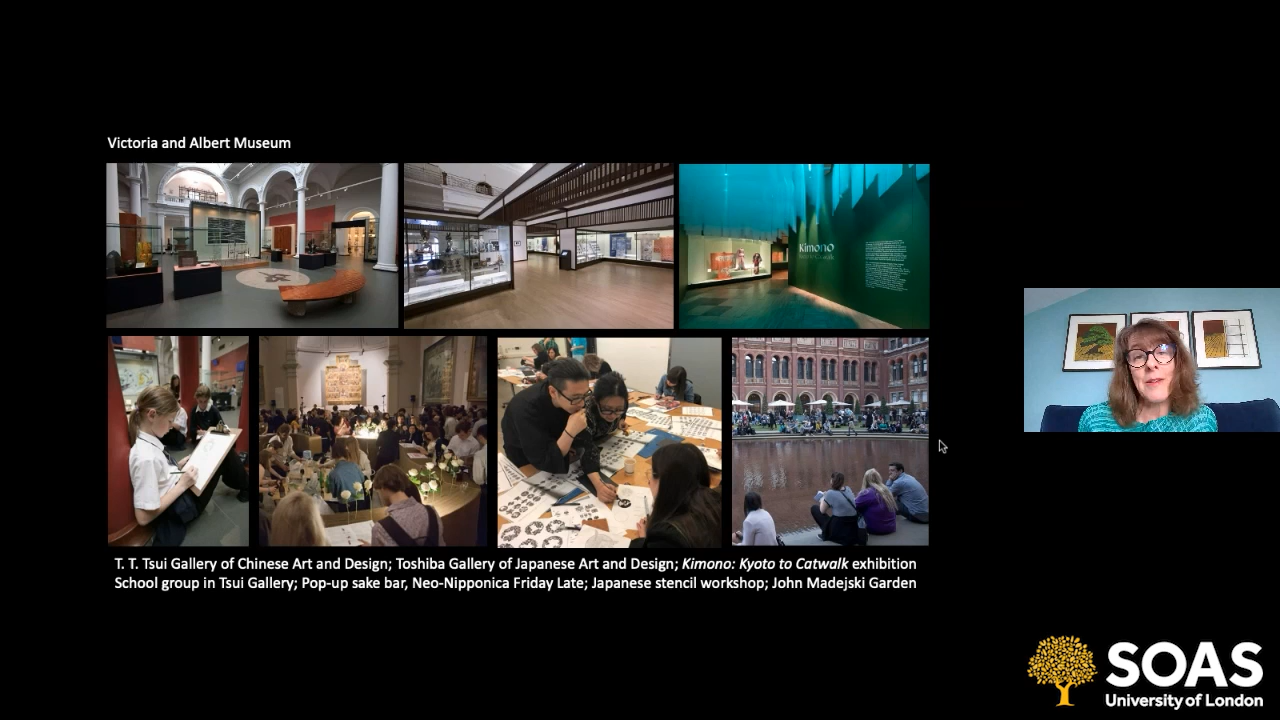 Victoria and Albert Museum
Kimono
T. T. Tsui Gallery of Chinese Art and Design; Toshiba Gallery of Japanese Art and Design; Kimono: Kyoto to Catwalk exhibition
School group in Tsui Gallery; Pop-up sake bar, Neo-Nipponica Friday Late; Japanese stencil workshop; John Madejski Garden
SOAS
University of London